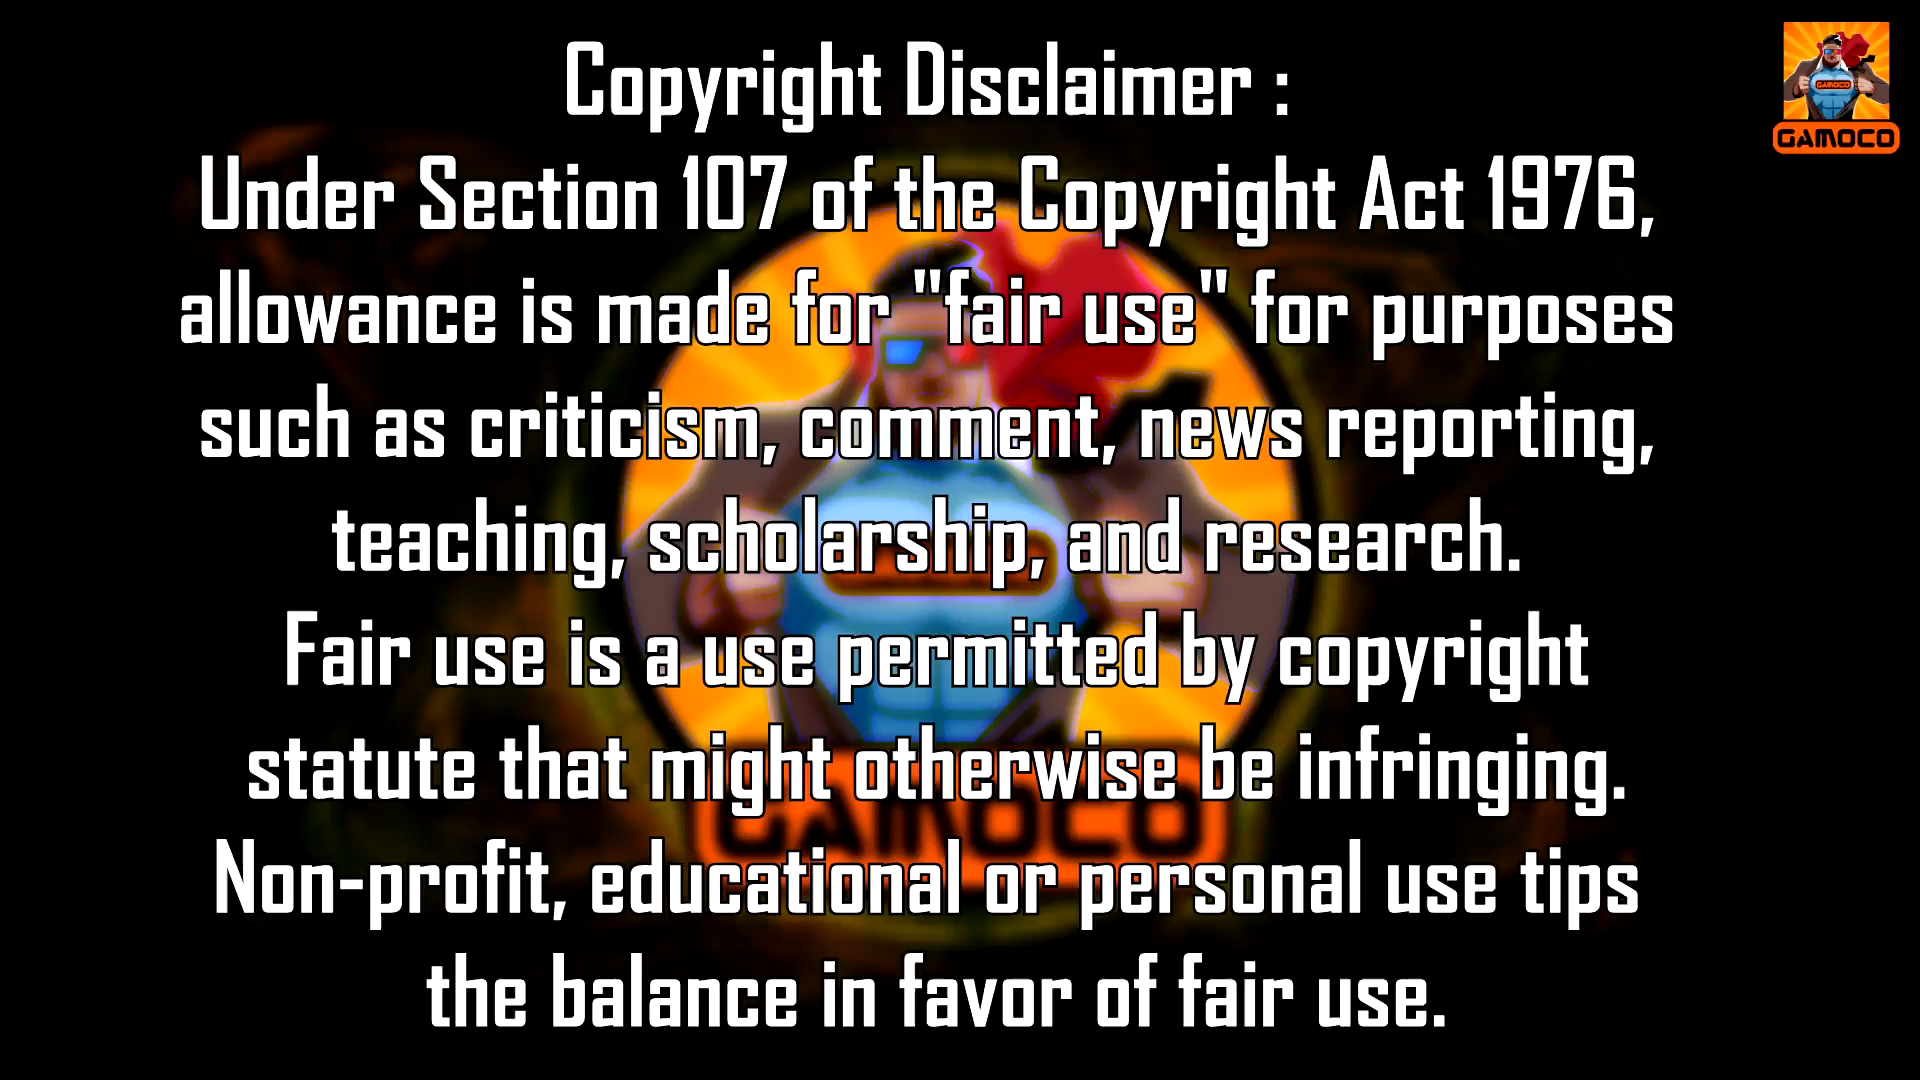 Copyright Disclaimer :
GAMOCO
GAMOCO
Under Section 107 of the Copyright Act 1976,
allowance is made for "fair use" for purposes
such as criticism, comment, news reporting,
teaching, scholarship, and research.
Fair use is a use permitted by copyright
statute that might otherwise be infringing.
GAMOCO
Non-profit, educational or personal use tips
the balance in favor of fair use.